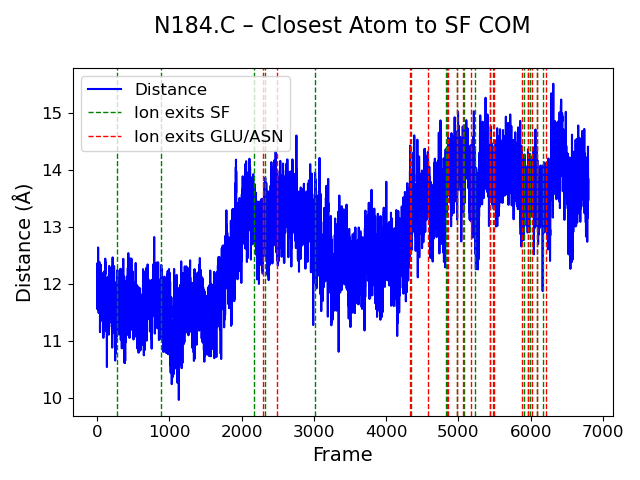 N184.C – Closest Atom to SF COM
Distance
Ion exits SF
Ion exits GLU/ASN
Distance (Å)
15
14
13
12
11
10
0 1000 2000 3000 4000 5000 6000 7000
Frame